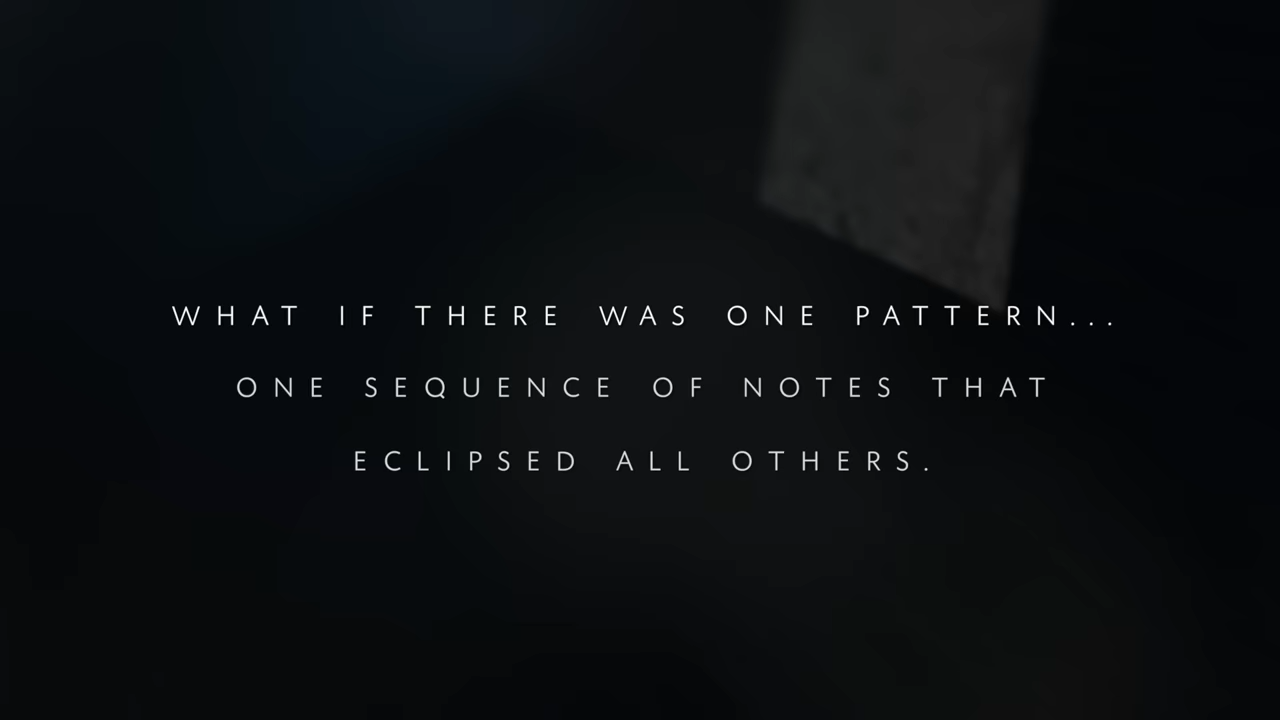 WHAT IF THERE WAS ONE PATTERN...
ONE SEQUENCE OF NOTES THAT
ECLIPSED ALL OTHERS.